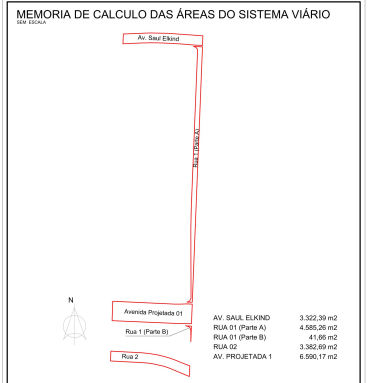 MEMORIA DE CALCULO DAS ÁREAS DO SISTEMA VIÁRIO
SEM ESCALA
Av. Saul Elkind
Rua 1 (Parte A)
N
Avenida Projetada 01
Rua 1 (Parte B)
Rua 2
AV. SAUL ELKIND 3.322,39 m2
RUA 01 (Parte A) 4.585,26 m2
RUA 01 (Parte B) 41,66 m2
RUA 02 3.382,69 m2
AV. PROJETADA 1 6.590,17 m2